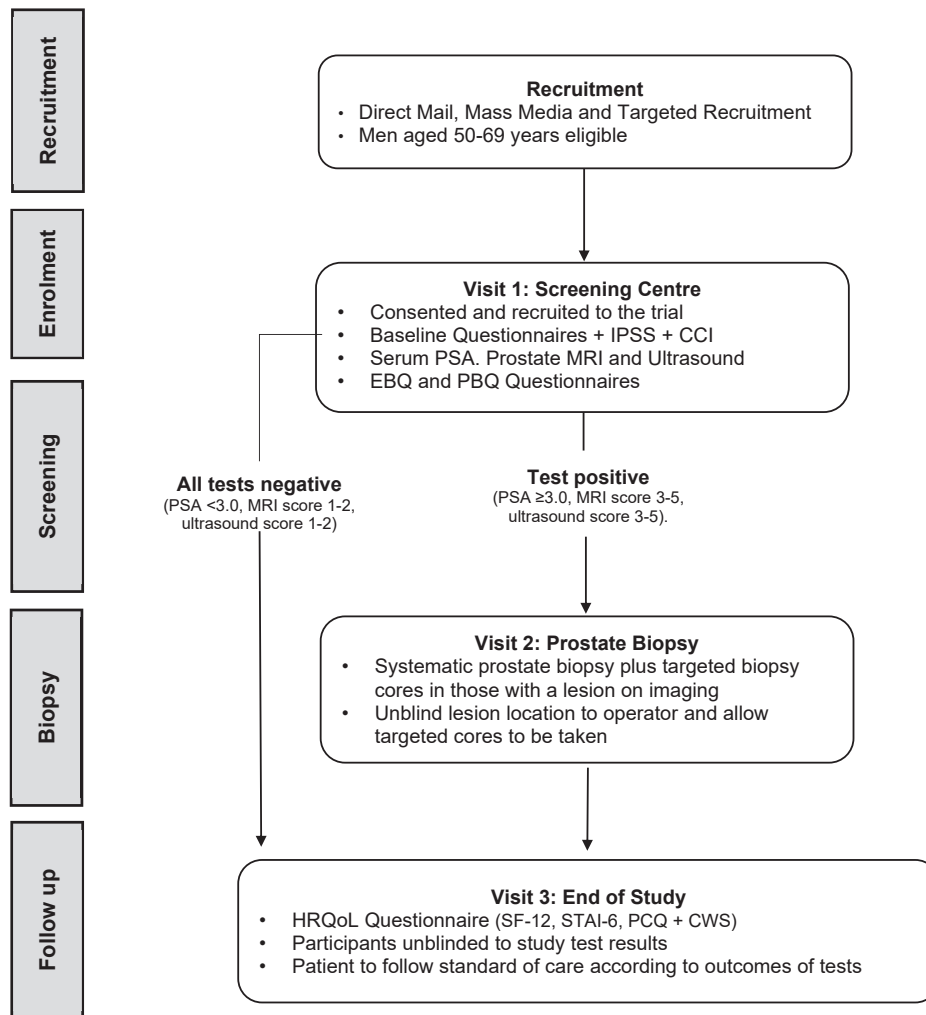 Recruitment
Recruitment
• Direct Mail, Mass Media and Targeted Recruitment
• Men aged 50-69 years eligible
Enrolment
Visit 1: Screening Centre
• Consented and recruited to the trial
• Baseline Questionnaires + IPSS + CCI
• Serum PSA. Prostate MRI and Ultrasound
• EBQ and PBQ Questionnaires
Screening
All tests negative
(PSA <3.0, MRI score 1-2,
ultrasound score 1-2)
Test positive
(PSA ≥3.0, MRI score 3-5,
ultrasound score 3-5).
Biopsy
Visit 2: Prostate Biopsy
• Systematic prostate biopsy plus targeted biopsy
cores in those with a lesion on imaging
• Unblind lesion location to operator and allow
targeted cores to be taken
Follow up
Visit 3: End of Study
• HRQoL Questionnaire (SF-12, STAI-6, PCQ + CWS)
• Participants unblinded to study test results
• Patient to follow standard of care according to outcomes of tests